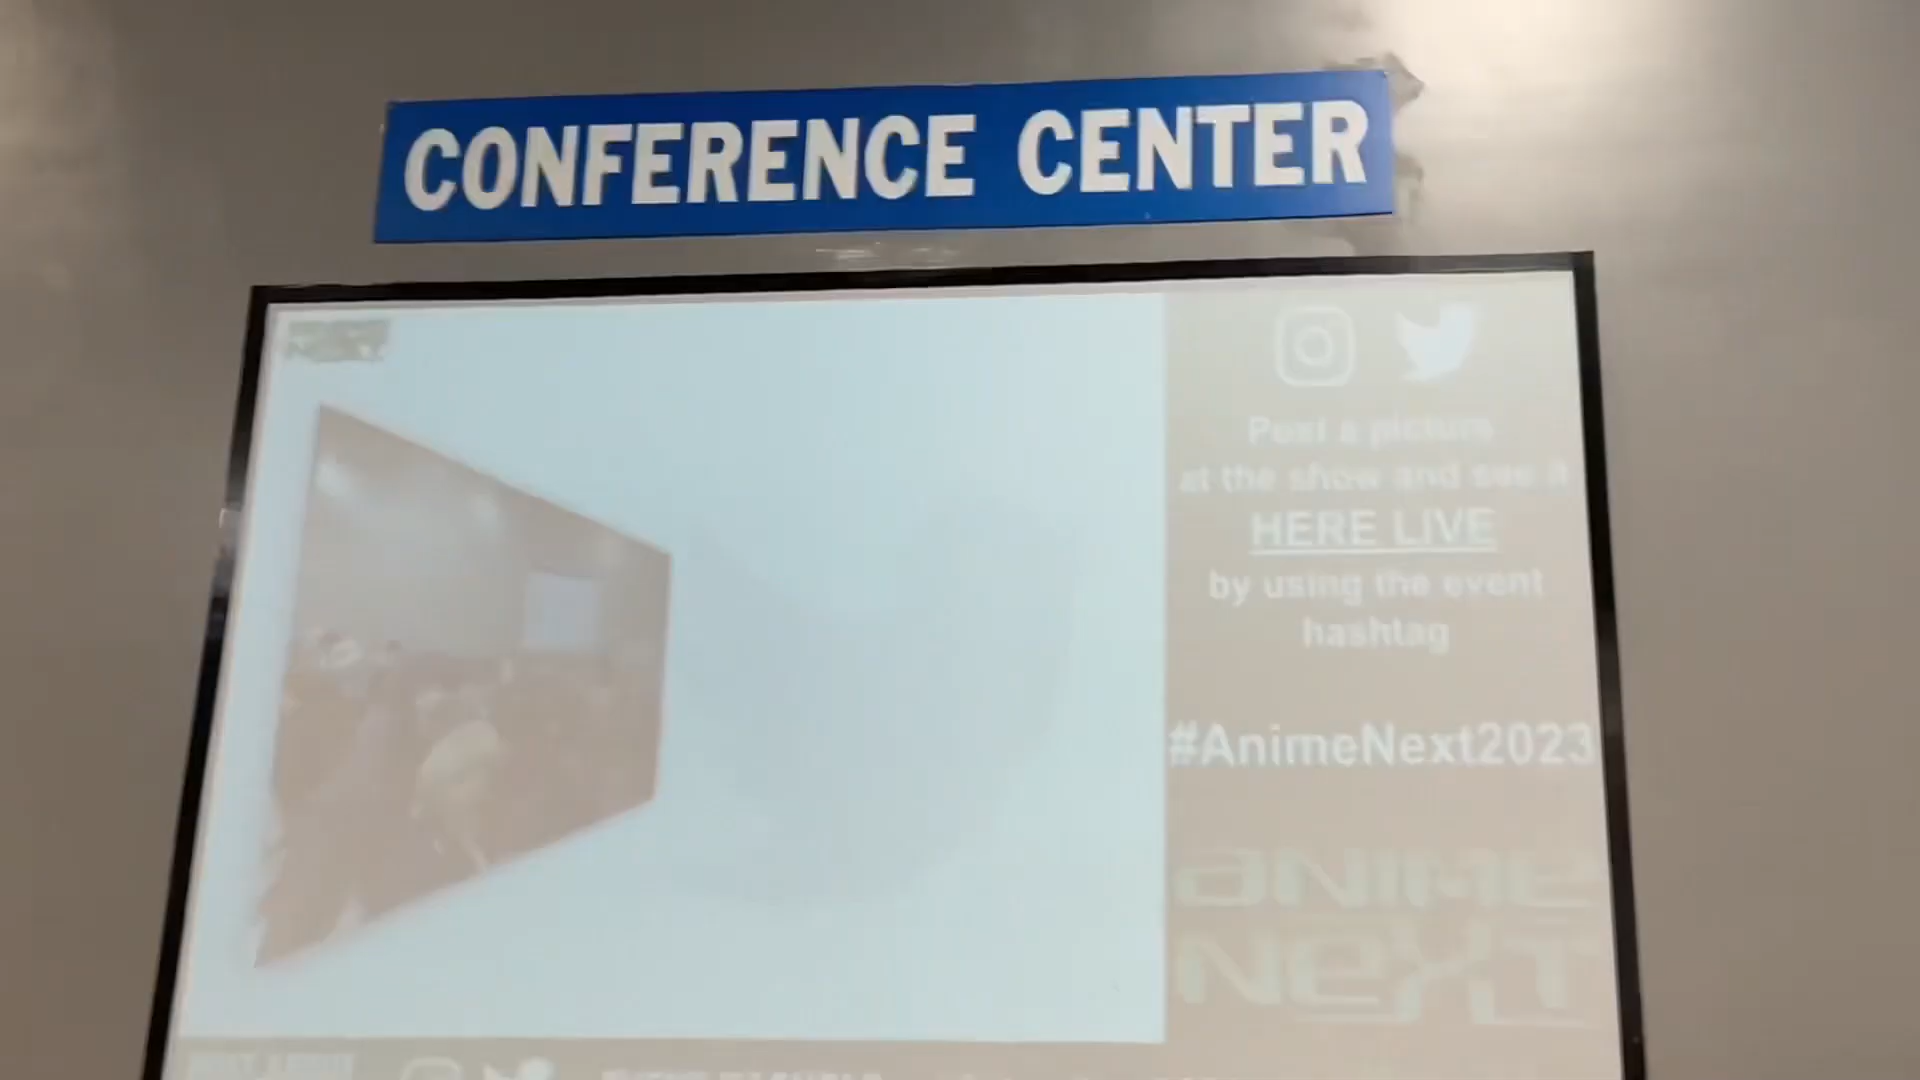 CONFERENCE CENTER
Post a picture
at the show and see it
HERE LIVE
by using the event
hashtag
#AnimeNext2023
ANIME
NEXT